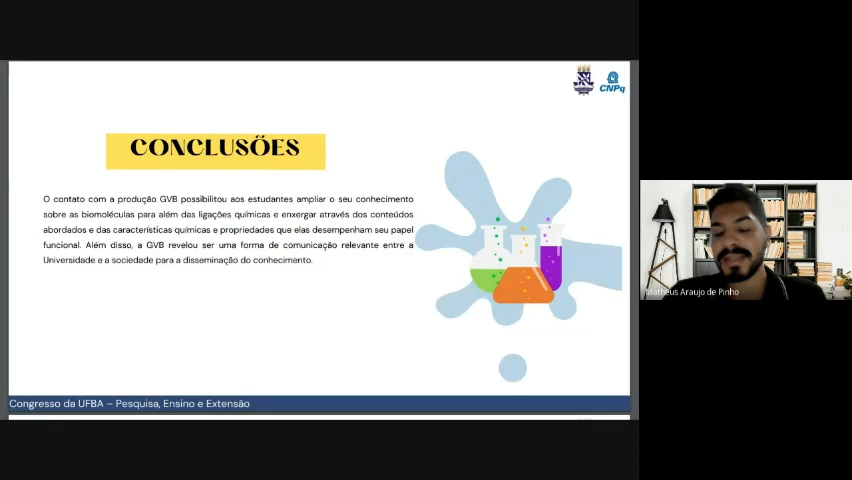 CNPq
CONCLUSÕES
O contato com a produção GVB possibilitou aos estudantes ampliar o seu conhecimento
sobre as biomoléculas para além das ligações químicas e enxergar através dos conteúdos
abordados e das características químicas e propriedades que elas desempenham seu papel
funcional. Além disso, a GVB revelou ser uma forma de comunicação relevante entre a
Universidade e a sociedade para a disseminação do conhecimento.
Matheus Araujo de Pinho
Congresso da UFBA – Pesquisa, Ensino e Extensão